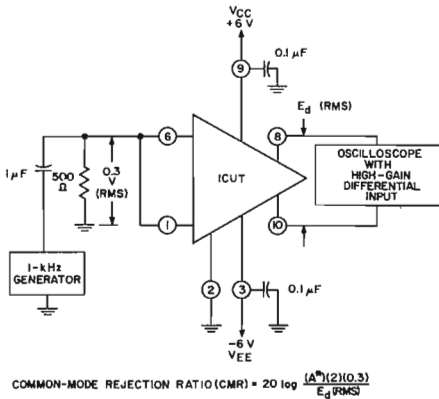 VCC
+6 V
0.1 µF
9
Ed (RMS)
6
8
OSCILLOSCOPE
WITH
HIGH-GAIN
DIFFERENTIAL
INPUT
1 µF
500
Ω
0.3
V
(RMS)
ICUT
1
10
1-kHz
GENERATOR
2
3
0.1 µF
-6 V
VEE
COMMON-MODE REJECTION RATIO (CMR) = 20 log (A*)(2)(0.3) / Ed (RMS)